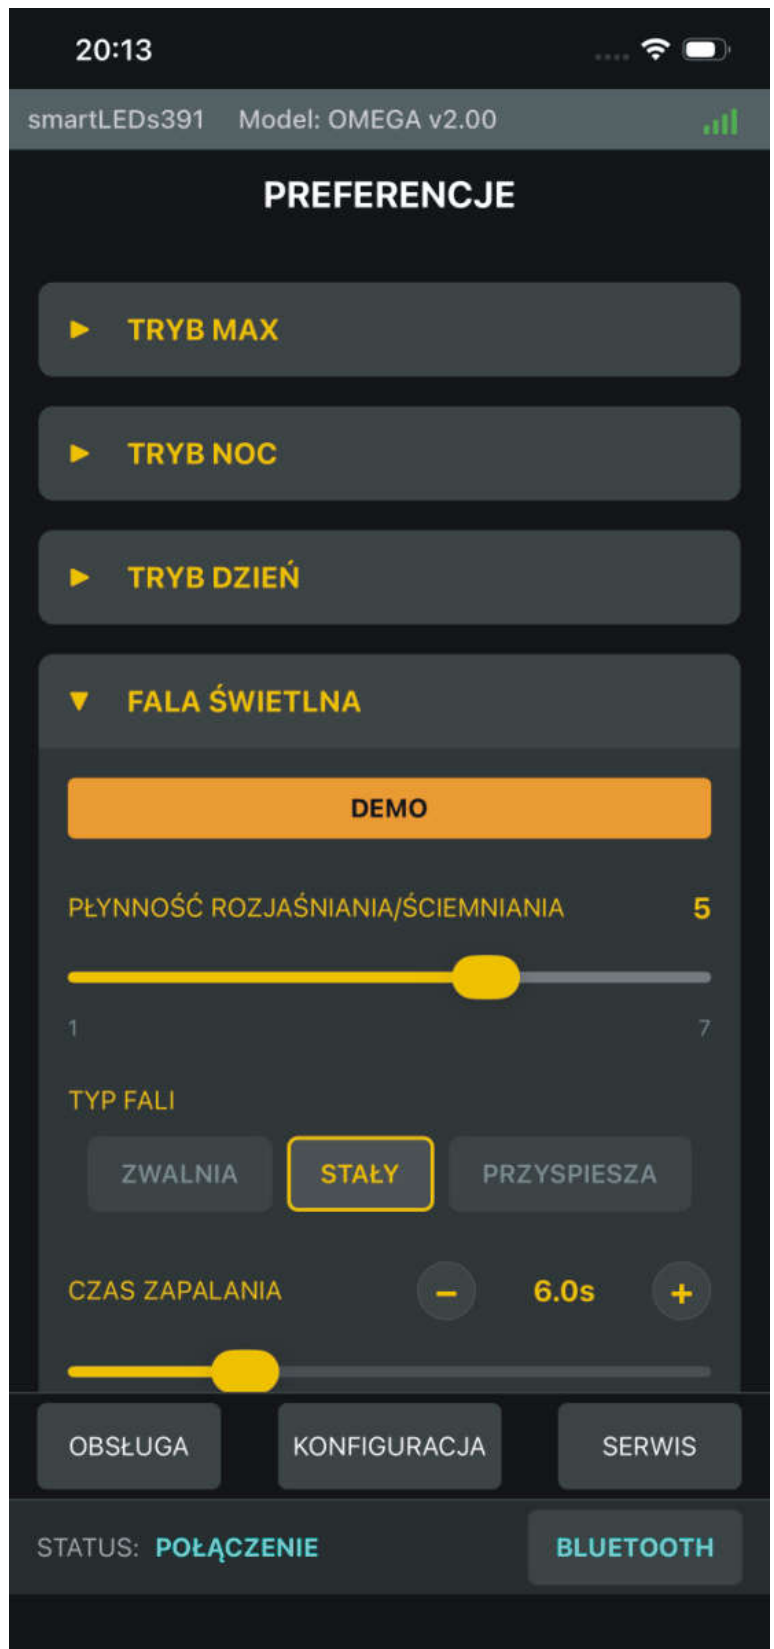 20:13
smartLEDs391 Model: OMEGA v2.00
PREFERENCJE
TRYB MAX
TRYB NOC
TRYB DZIEŃ
FALA ŚWIETLNA
DEMO
PŁYNNOŚĆ ROZJAŚNIANIA/ŚCIEMNIANIA 5
1 7
TYP FALI
ZWALNIA STAŁY PRZYSPIESZA
CZAS ZAPALANIA − 6.0s +
OBSŁUGA KONFIGURACJA SERWIS
STATUS: POŁĄCZENIE BLUETOOTH